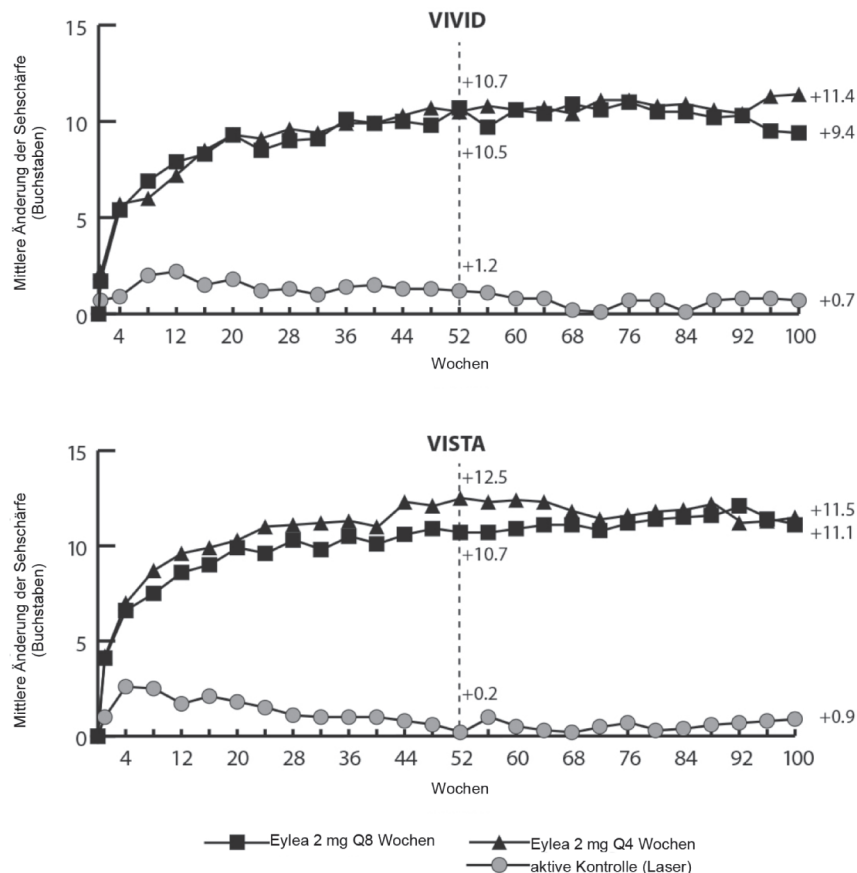 VIVID
Mittlere Änderung der Sehschärfe
(Buchstaben)
15
10
5
0
+10.7
+10.5
+1.2
+11.4
+9.4
+0.7
4 12 20 28 36 44 52 60 68 76 84 92 100
Wochen
VISTA
Mittlere Änderung der Sehschärfe
(Buchstaben)
15
10
5
0
+12.5
+10.7
+0.2
+11.5
+11.1
+0.9
4 12 20 28 36 44 52 60 68 76 84 92 100
Wochen
Eylea 2 mg Q8 Wochen
Eylea 2 mg Q4 Wochen
aktive Kontrolle (Laser)